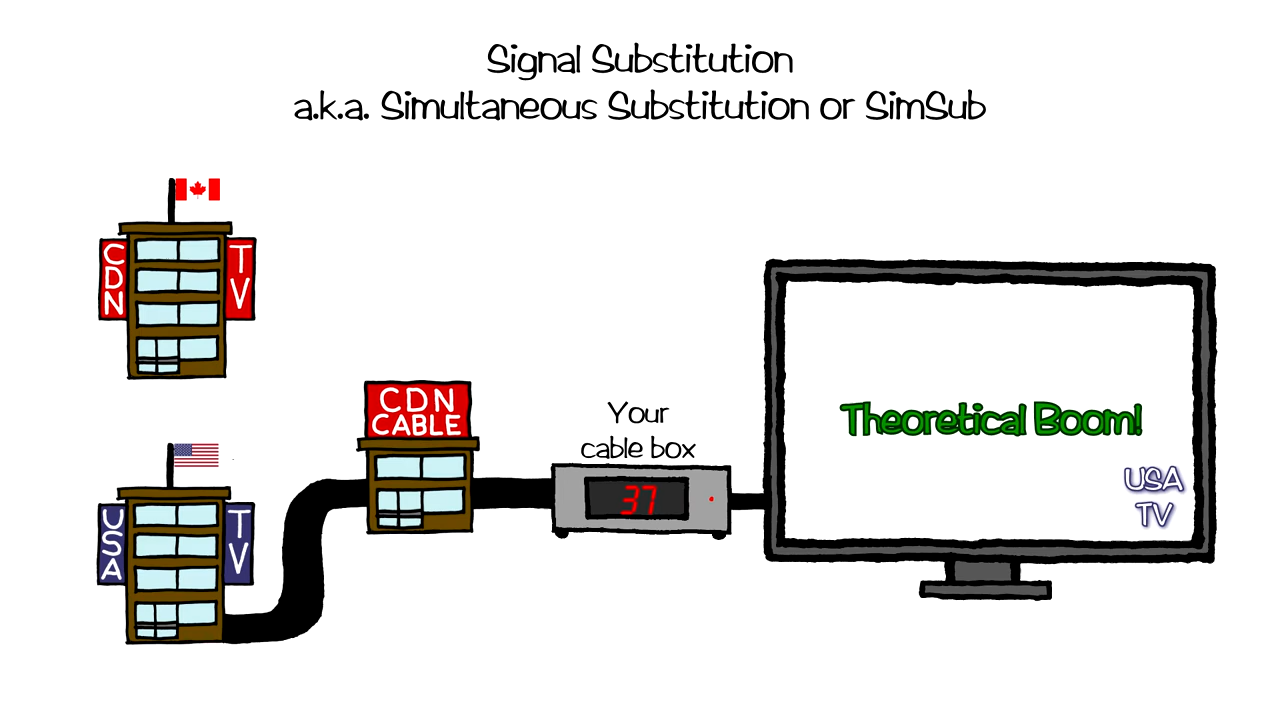 Signal Substitution
a.k.a. Simultaneous Substitution or SimSub
CDN
TV
CDN
CABLE
Your
cable box
37
Theoretical Boom!
USA
TV
USA
TV